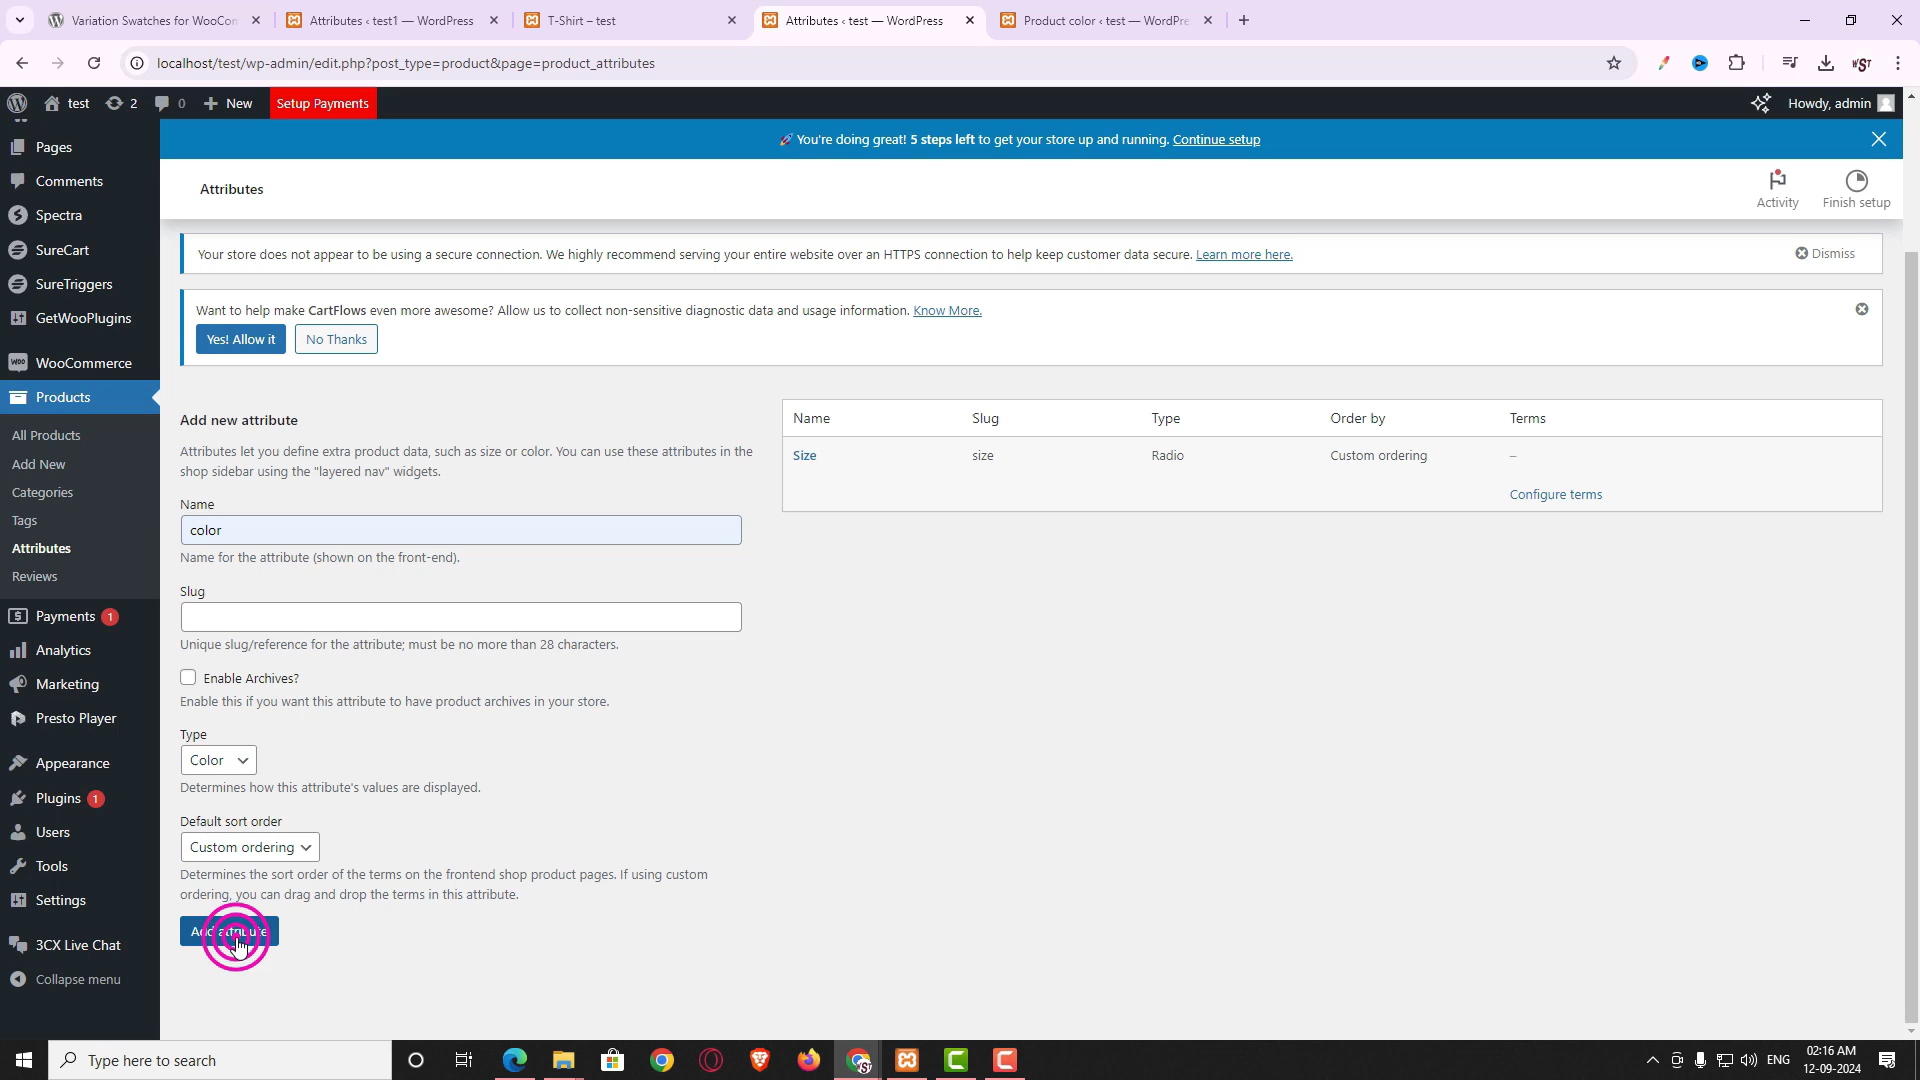 Variation Swatches for WooCon
Attributes ‹ test1 — WordPress
T-Shirt – test
Attributes ‹ test — WordPress
Product color ‹ test — WordPre
localhost/test/wp-admin/edit.php?post_type=product&page=product_attributes
test
2
0
New
Setup Payments
Howdy, admin
🚀 You're doing great! 5 steps left to get your store up and running. Continue setup
Attributes
Activity
Finish setup
Your store does not appear to be using a secure connection. We highly recommend serving your entire website over an HTTPS connection to help keep customer data secure. Learn more here.
Dismiss
Want to help make CartFlows even more awesome? Allow us to collect non-sensitive diagnostic data and usage information. Know More.
Yes! Allow it
No Thanks
Pages
Comments
Spectra
SureCart
SureTriggers
GetWooPlugins
WooCommerce
Products
All Products
Add New
Categories
Tags
Attributes
Reviews
Payments 1
Analytics
Marketing
Presto Player
Appearance
Plugins 1
Users
Tools
Settings
3CX Live Chat
Collapse menu
Add new attribute
Attributes let you define extra product data, such as size or color. You can use these attributes in the
shop sidebar using the "layered nav" widgets.
Name
color
Name for the attribute (shown on the front-end).
Slug
Unique slug/reference for the attribute; must be no more than 28 characters.
Enable Archives?
Enable this if you want this attribute to have product archives in your store.
Type
Color
Determines how this attribute's values are displayed.
Default sort order
Custom ordering
Determines the sort order of the terms on the frontend shop product pages. If using custom
ordering, you can drag and drop the terms in this attribute.
Add attribute
Name Slug Type Order by Terms
Size size Radio Custom ordering –
Configure terms
Type here to search
ENG
02:16 AM
12-09-2024